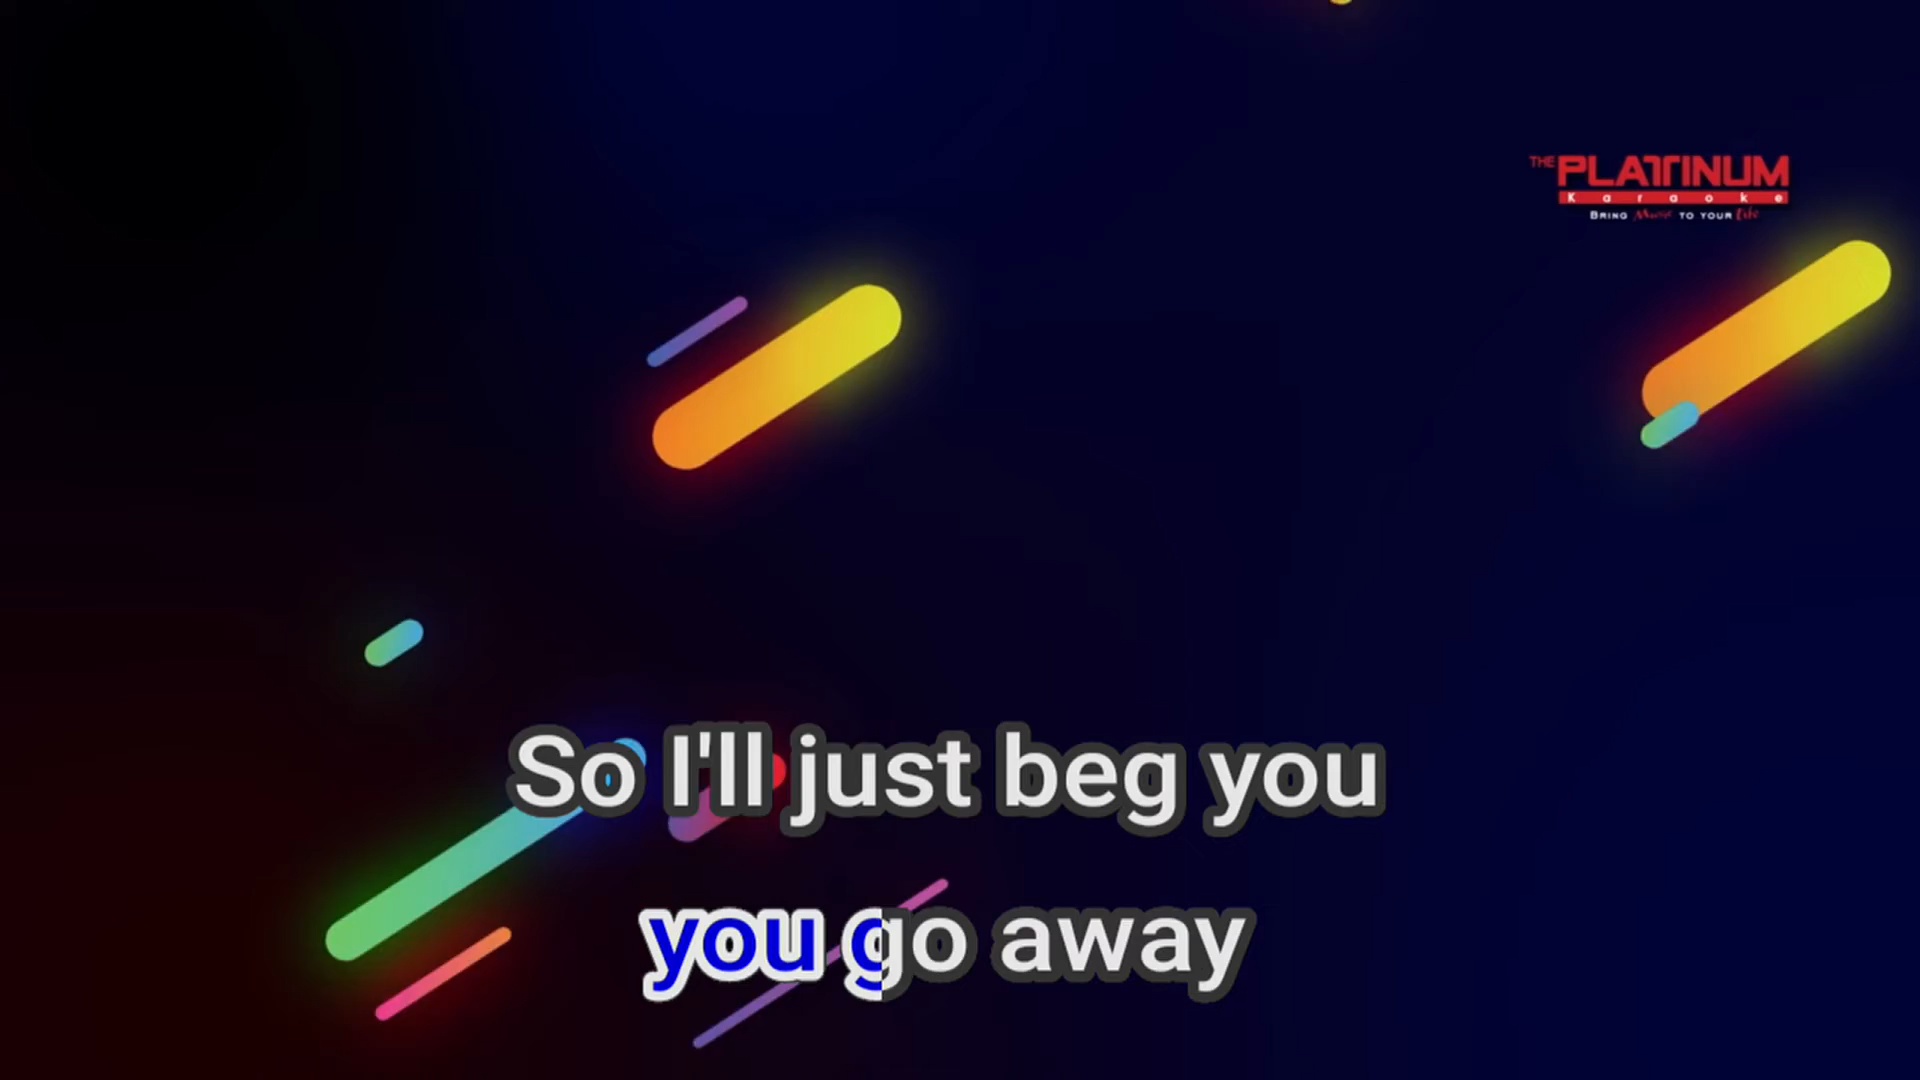 THE PLATINUM
Karaoke
BRING Music TO YOUR Life
So I'll just beg you
you go away